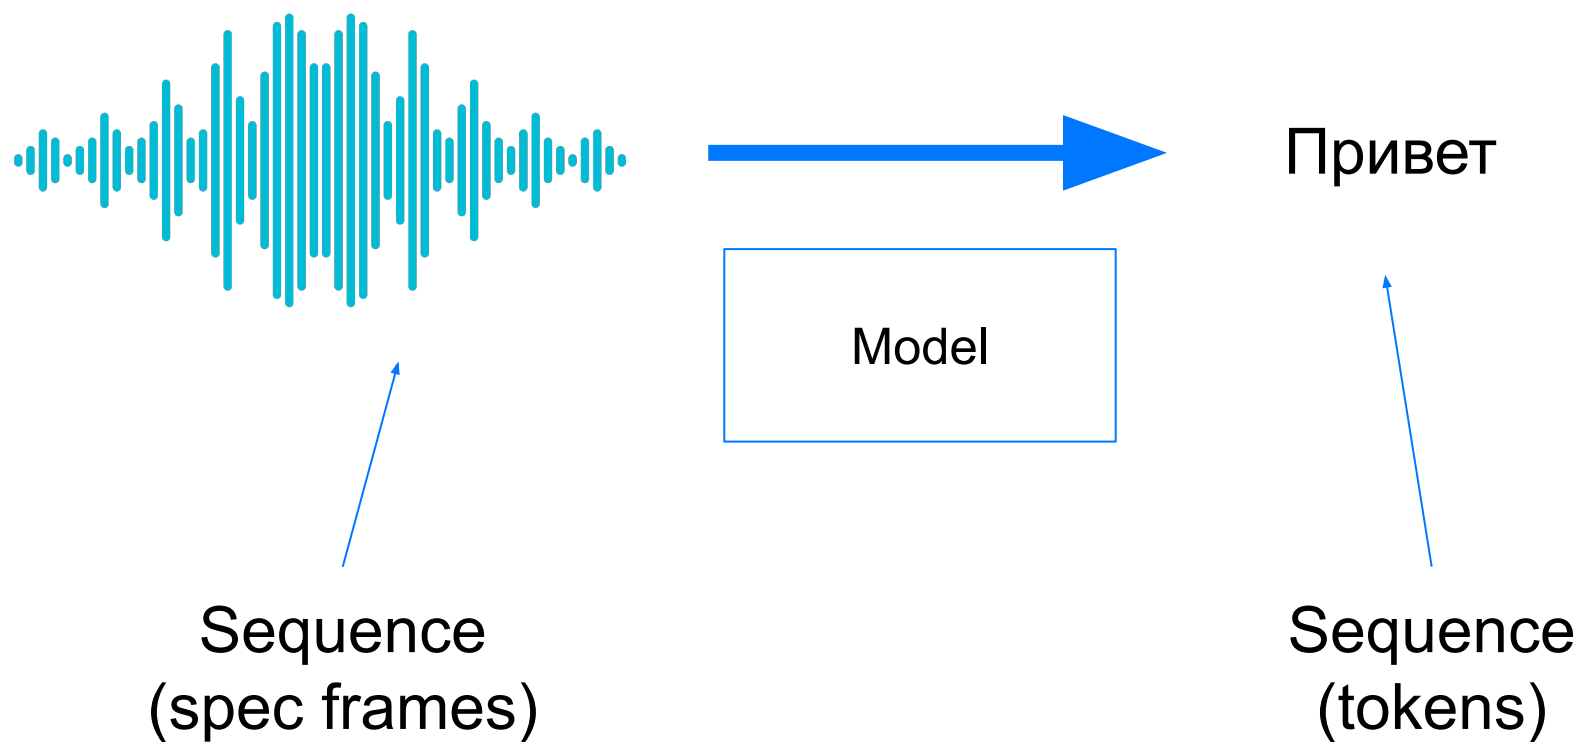 Привет
Model
Sequence
(spec frames)
Sequence
(tokens)